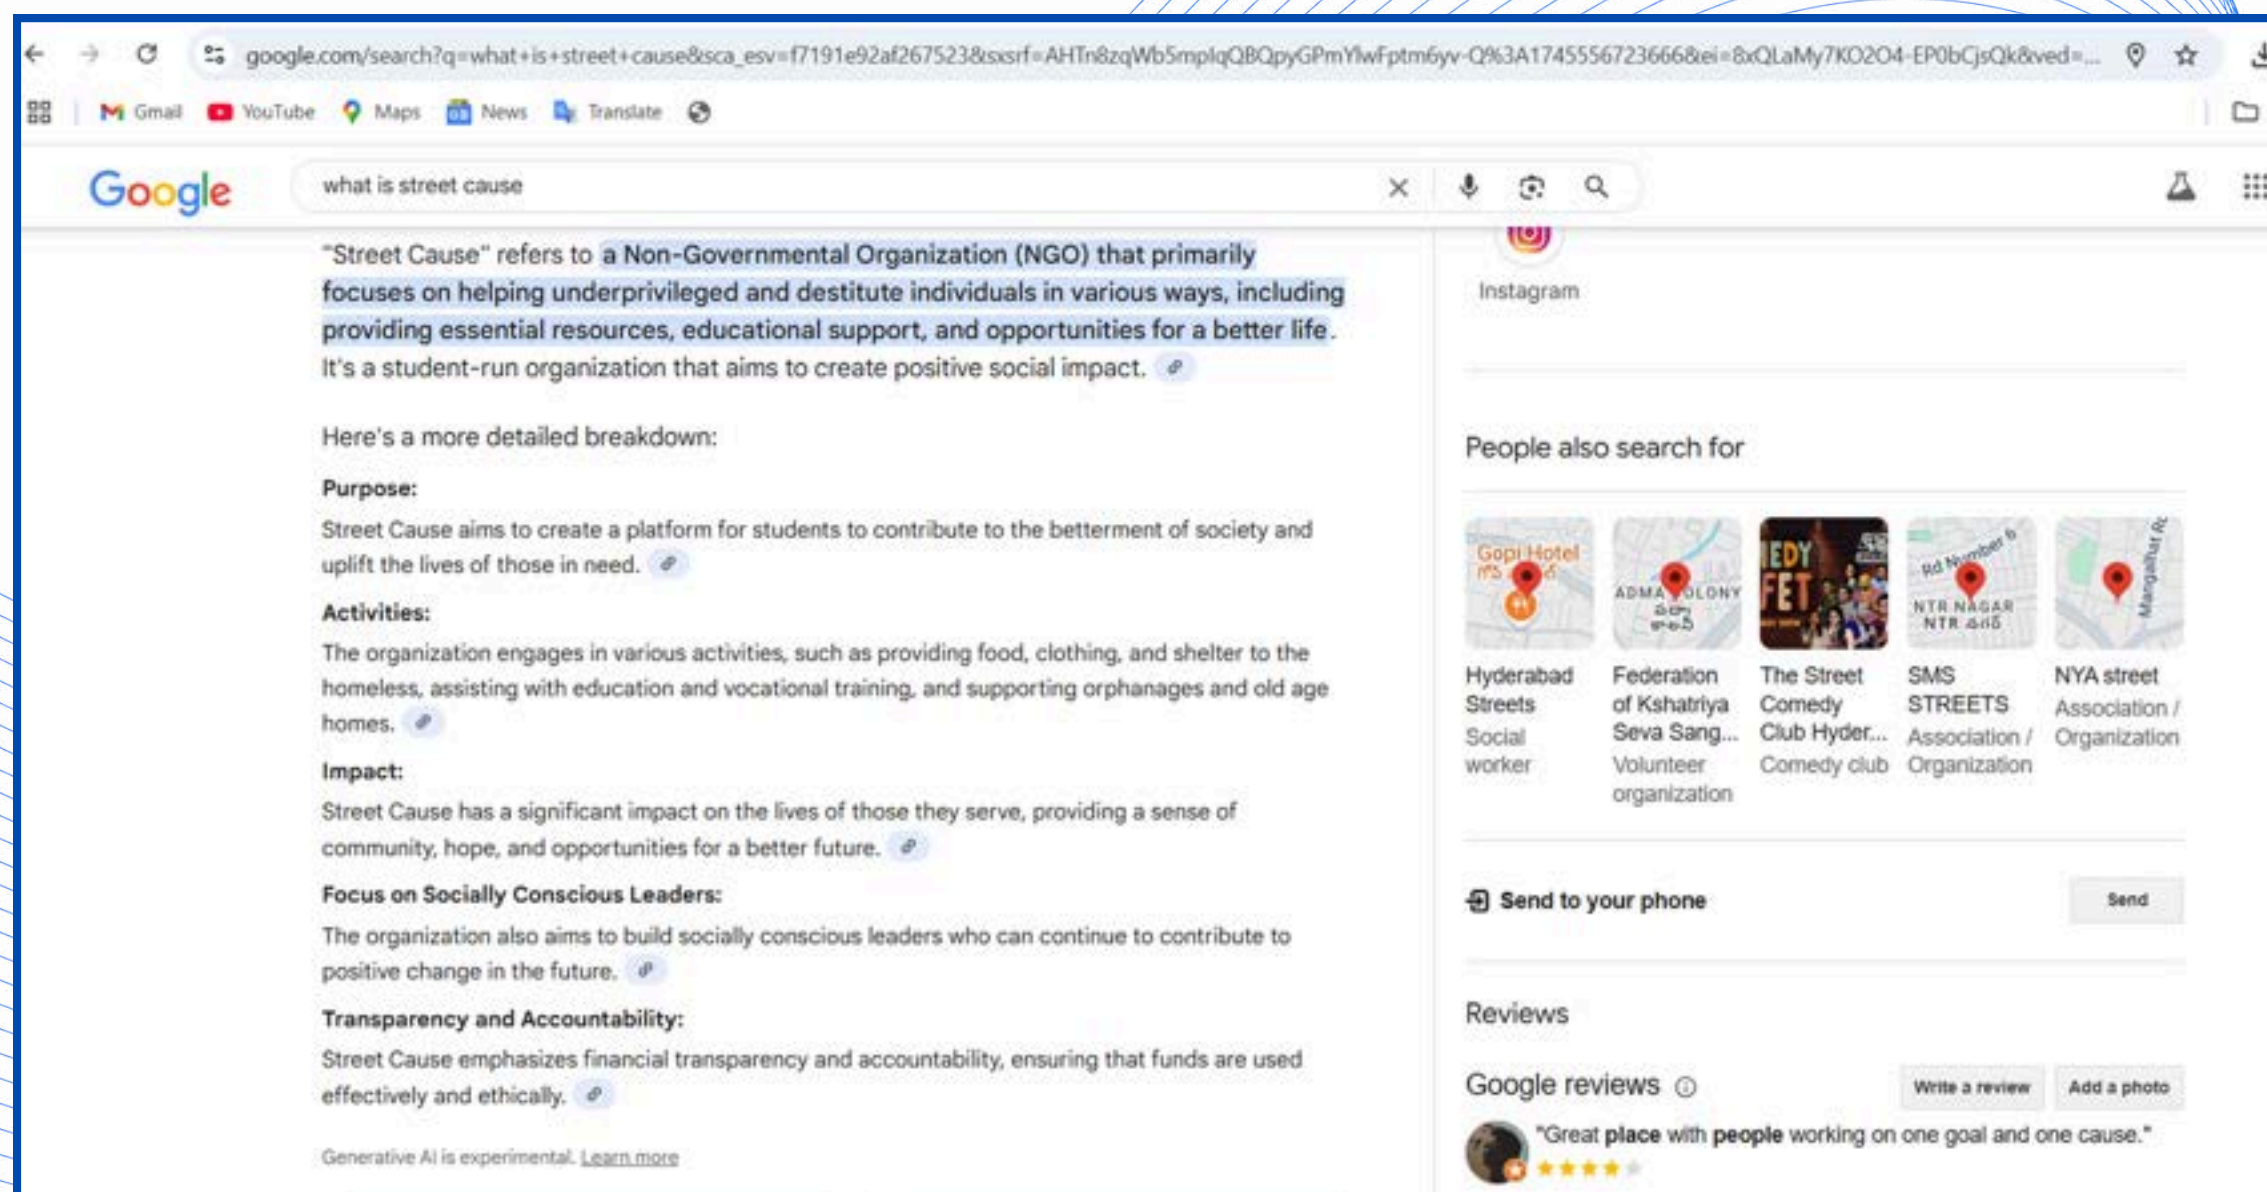 google.com/search?q=what+is+street+cause&sca_esv=f7191e92af267523&sxsrf=AHTn8zqWb5mpIqQBQpyGPmYlwFptm6yv-Q%3A1745556723666&ei=8xQLaMy7KO2O4-EP0bCjsQk&ved=...
Gmail YouTube Maps News Translate
Google
what is street cause
"Street Cause" refers to a Non-Governmental Organization (NGO) that primarily
focuses on helping underprivileged and destitute individuals in various ways, including
providing essential resources, educational support, and opportunities for a better life.
It's a student-run organization that aims to create positive social impact.
Here's a more detailed breakdown:
Purpose:
Street Cause aims to create a platform for students to contribute to the betterment of society and
uplift the lives of those in need.
Activities:
The organization engages in various activities, such as providing food, clothing, and shelter to the
homeless, assisting with education and vocational training, and supporting orphanages and old age
homes.
Impact:
Street Cause has a significant impact on the lives of those they serve, providing a sense of
community, hope, and opportunities for a better future.
Focus on Socially Conscious Leaders:
The organization also aims to build socially conscious leaders who can continue to contribute to
positive change in the future.
Transparency and Accountability:
Street Cause emphasizes financial transparency and accountability, ensuring that funds are used
effectively and ethically.
Generative AI is experimental. Learn more
Instagram
People also search for
Gopi Hotel
Rd Number 6
NTR NAGAR
Mangalhat
Hyderabad
Streets
Social
worker
Federation
of Kshatriya
Seva Sang...
Volunteer
organization
The Street
Comedy
Club Hyder...
Comedy club
SMS
STREETS
Association /
Organization
NYA street
Association /
Organization
Send to your phone
Send
Reviews
Google reviews
Write a review
Add a photo
"Great place with people working on one goal and one cause."